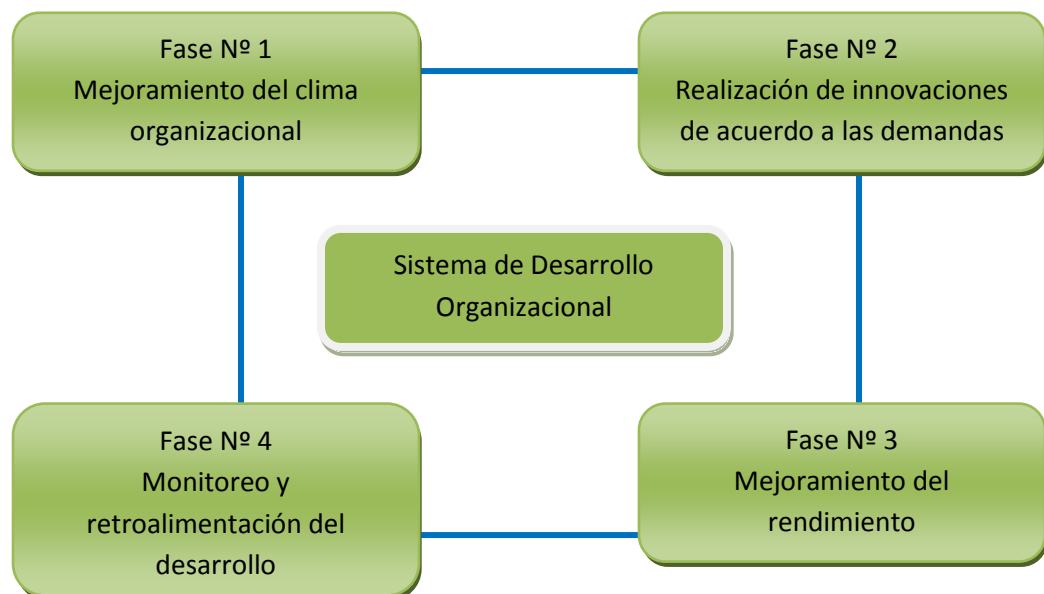 Fase Nº 1
Mejoramiento del clima
organizacional
Fase Nº 2
Realización de innovaciones
de acuerdo a las demandas
Sistema de Desarrollo
Organizacional
Fase Nº 4
Monitoreo y
retroalimentación del
desarrollo
Fase Nº 3
Mejoramiento del
rendimiento